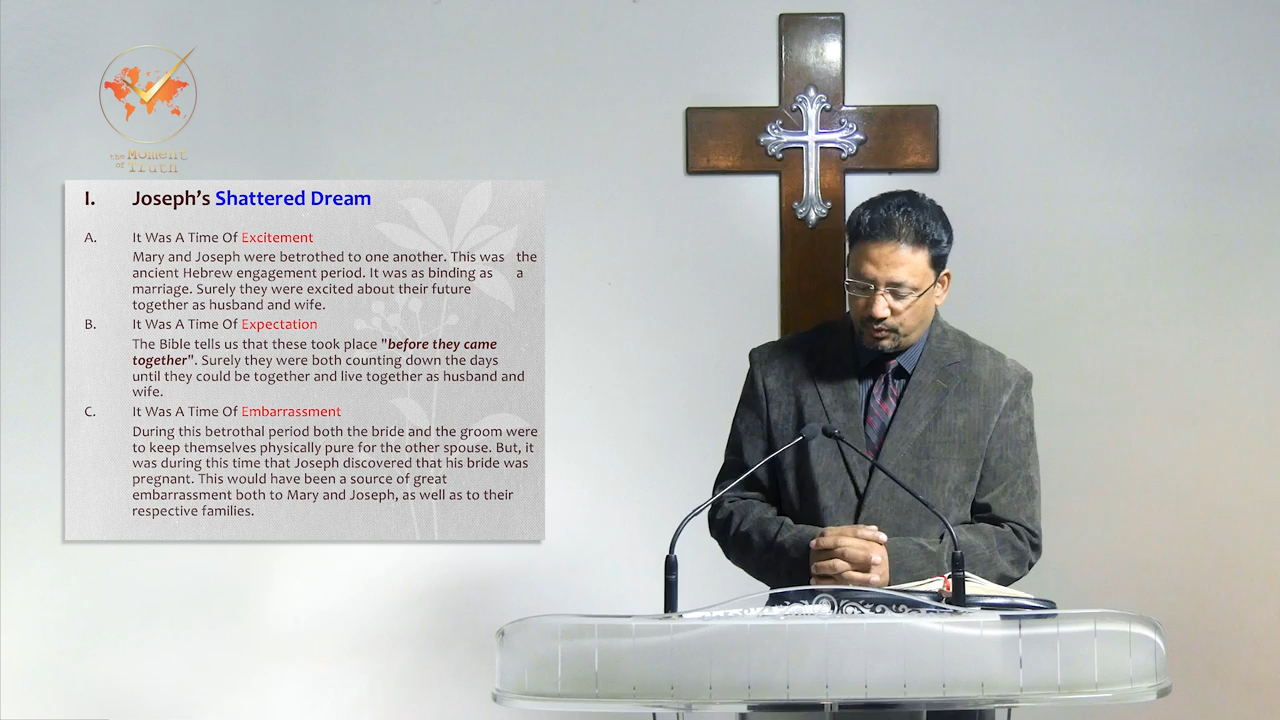 the Moment
of Truth
I. Joseph’s Shattered Dream
A. It Was A Time Of Excitement
Mary and Joseph were betrothed to one another. This was the
ancient Hebrew engagement period. It was as binding as a
marriage. Surely they were excited about their future
together as husband and wife.
B. It Was A Time Of Expectation
The Bible tells us that these took place "before they came
together". Surely they were both counting down the days
until they could be together and live together as husband and
wife.
C. It Was A Time Of Embarrassment
During this betrothal period both the bride and the groom were
to keep themselves physically pure for the other spouse. But, it
was during this time that Joseph discovered that his bride was
pregnant. This would have been a source of great
embarrassment both to Mary and Joseph, as well as to their
respective families.